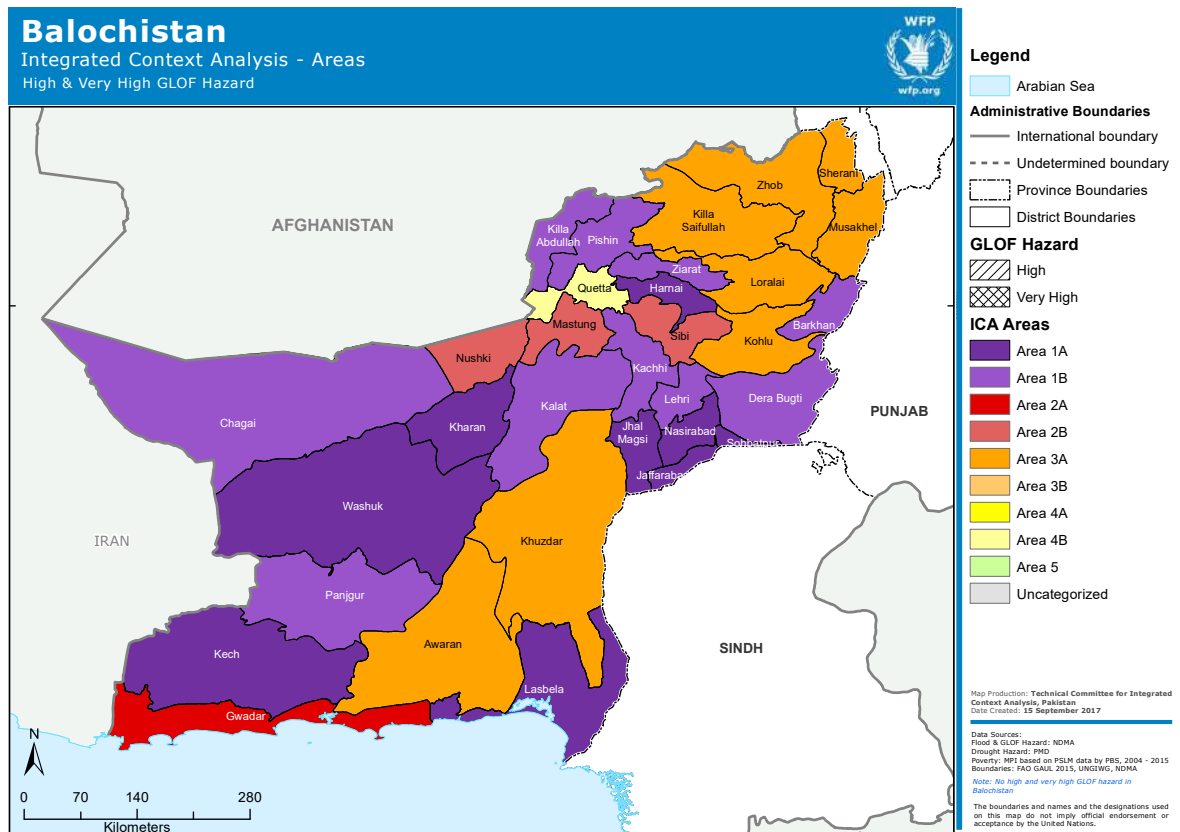 Balochistan
Integrated Context Analysis - Areas
High & Very High GLOF Hazard
WFP
wfp.org
Legend
Arabian Sea
Administrative Boundaries
International boundary
Undetermined boundary
Province Boundaries
District Boundaries
GLOF Hazard
High
Very High
ICA Areas
Area 1A
Area 1B
Area 2A
Area 2B
Area 3A
Area 3B
Area 4A
Area 4B
Area 5
Uncategorized
Map Production: Technical Committee for Integrated
Context Analysis, Pakistan
Date Created: 15 September 2017
Data Sources:
Flood & GLOF Hazard: NDMA
Drought Hazard: PMD
Poverty: MPI based on PSLM data by PBS, 2004 - 2015
Boundaries: FAO GAUL 2015, UNGIWG, NDMA
Note: No high and very high GLOF hazard in
Balochistan
The boundaries and names and the designations used
on this map do not imply official endorsement or
acceptance by the United Nations.
Sherani
Zhob
Killa
Saifullah
Musakhel
AFGHANISTAN
Killa
Abdullah
Pishin
Ziarat
Loralai
Quetta
Harnai
Mastung
Sibi
Barkhan
Kohlu
Nushki
Kachhi
Lehri
Dera Bugti
Kalat
PUNJAB
Chagai
Kharan
Jhal
Magsi
Nasirabad
Sohbatpur
Jaffarabad
Washuk
IRAN
Khuzdar
Panjgur
Awaran
SINDH
Kech
Lasbela
Gwadar
N
0 70 140 280
Kilometers